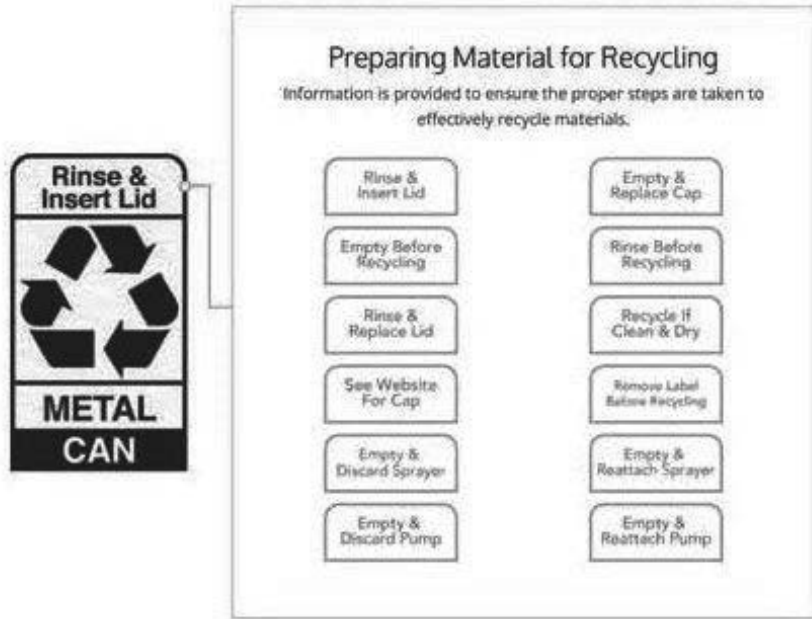 Rinse &
Insert Lid
METAL
CAN
Preparing Material for Recycling
Information is provided to ensure the proper steps are taken to
effectively recycle materials.
Rinse &
Insert Lid
Empty &
Replace Cap
Empty Before
Recycling
Rinse Before
Recycling
Rinse &
Replace Lid
Recycle If
Clean & Dry
See Website
For Cap
Remove Label
Before Recycling
Empty &
Discard Sprayer
Empty &
Reattach Sprayer
Empty &
Discard Pump
Empty &
Reattach Pump